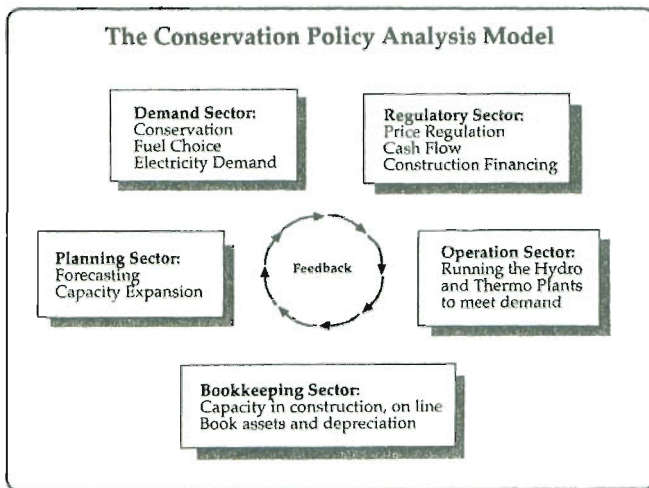 The Conservation Policy Analysis Model
Demand Sector:
Conservation
Fuel Choice
Electricity Demand
Regulatory Sector:
Price Regulation
Cash Flow
Construction Financing
Planning Sector:
Forecasting
Capacity Expansion
Feedback
Operation Sector:
Running the Hydro
and Thermo Plants
to meet demand
Bookkeeping Sector:
Capacity in construction, on line
Book assets and depreciation